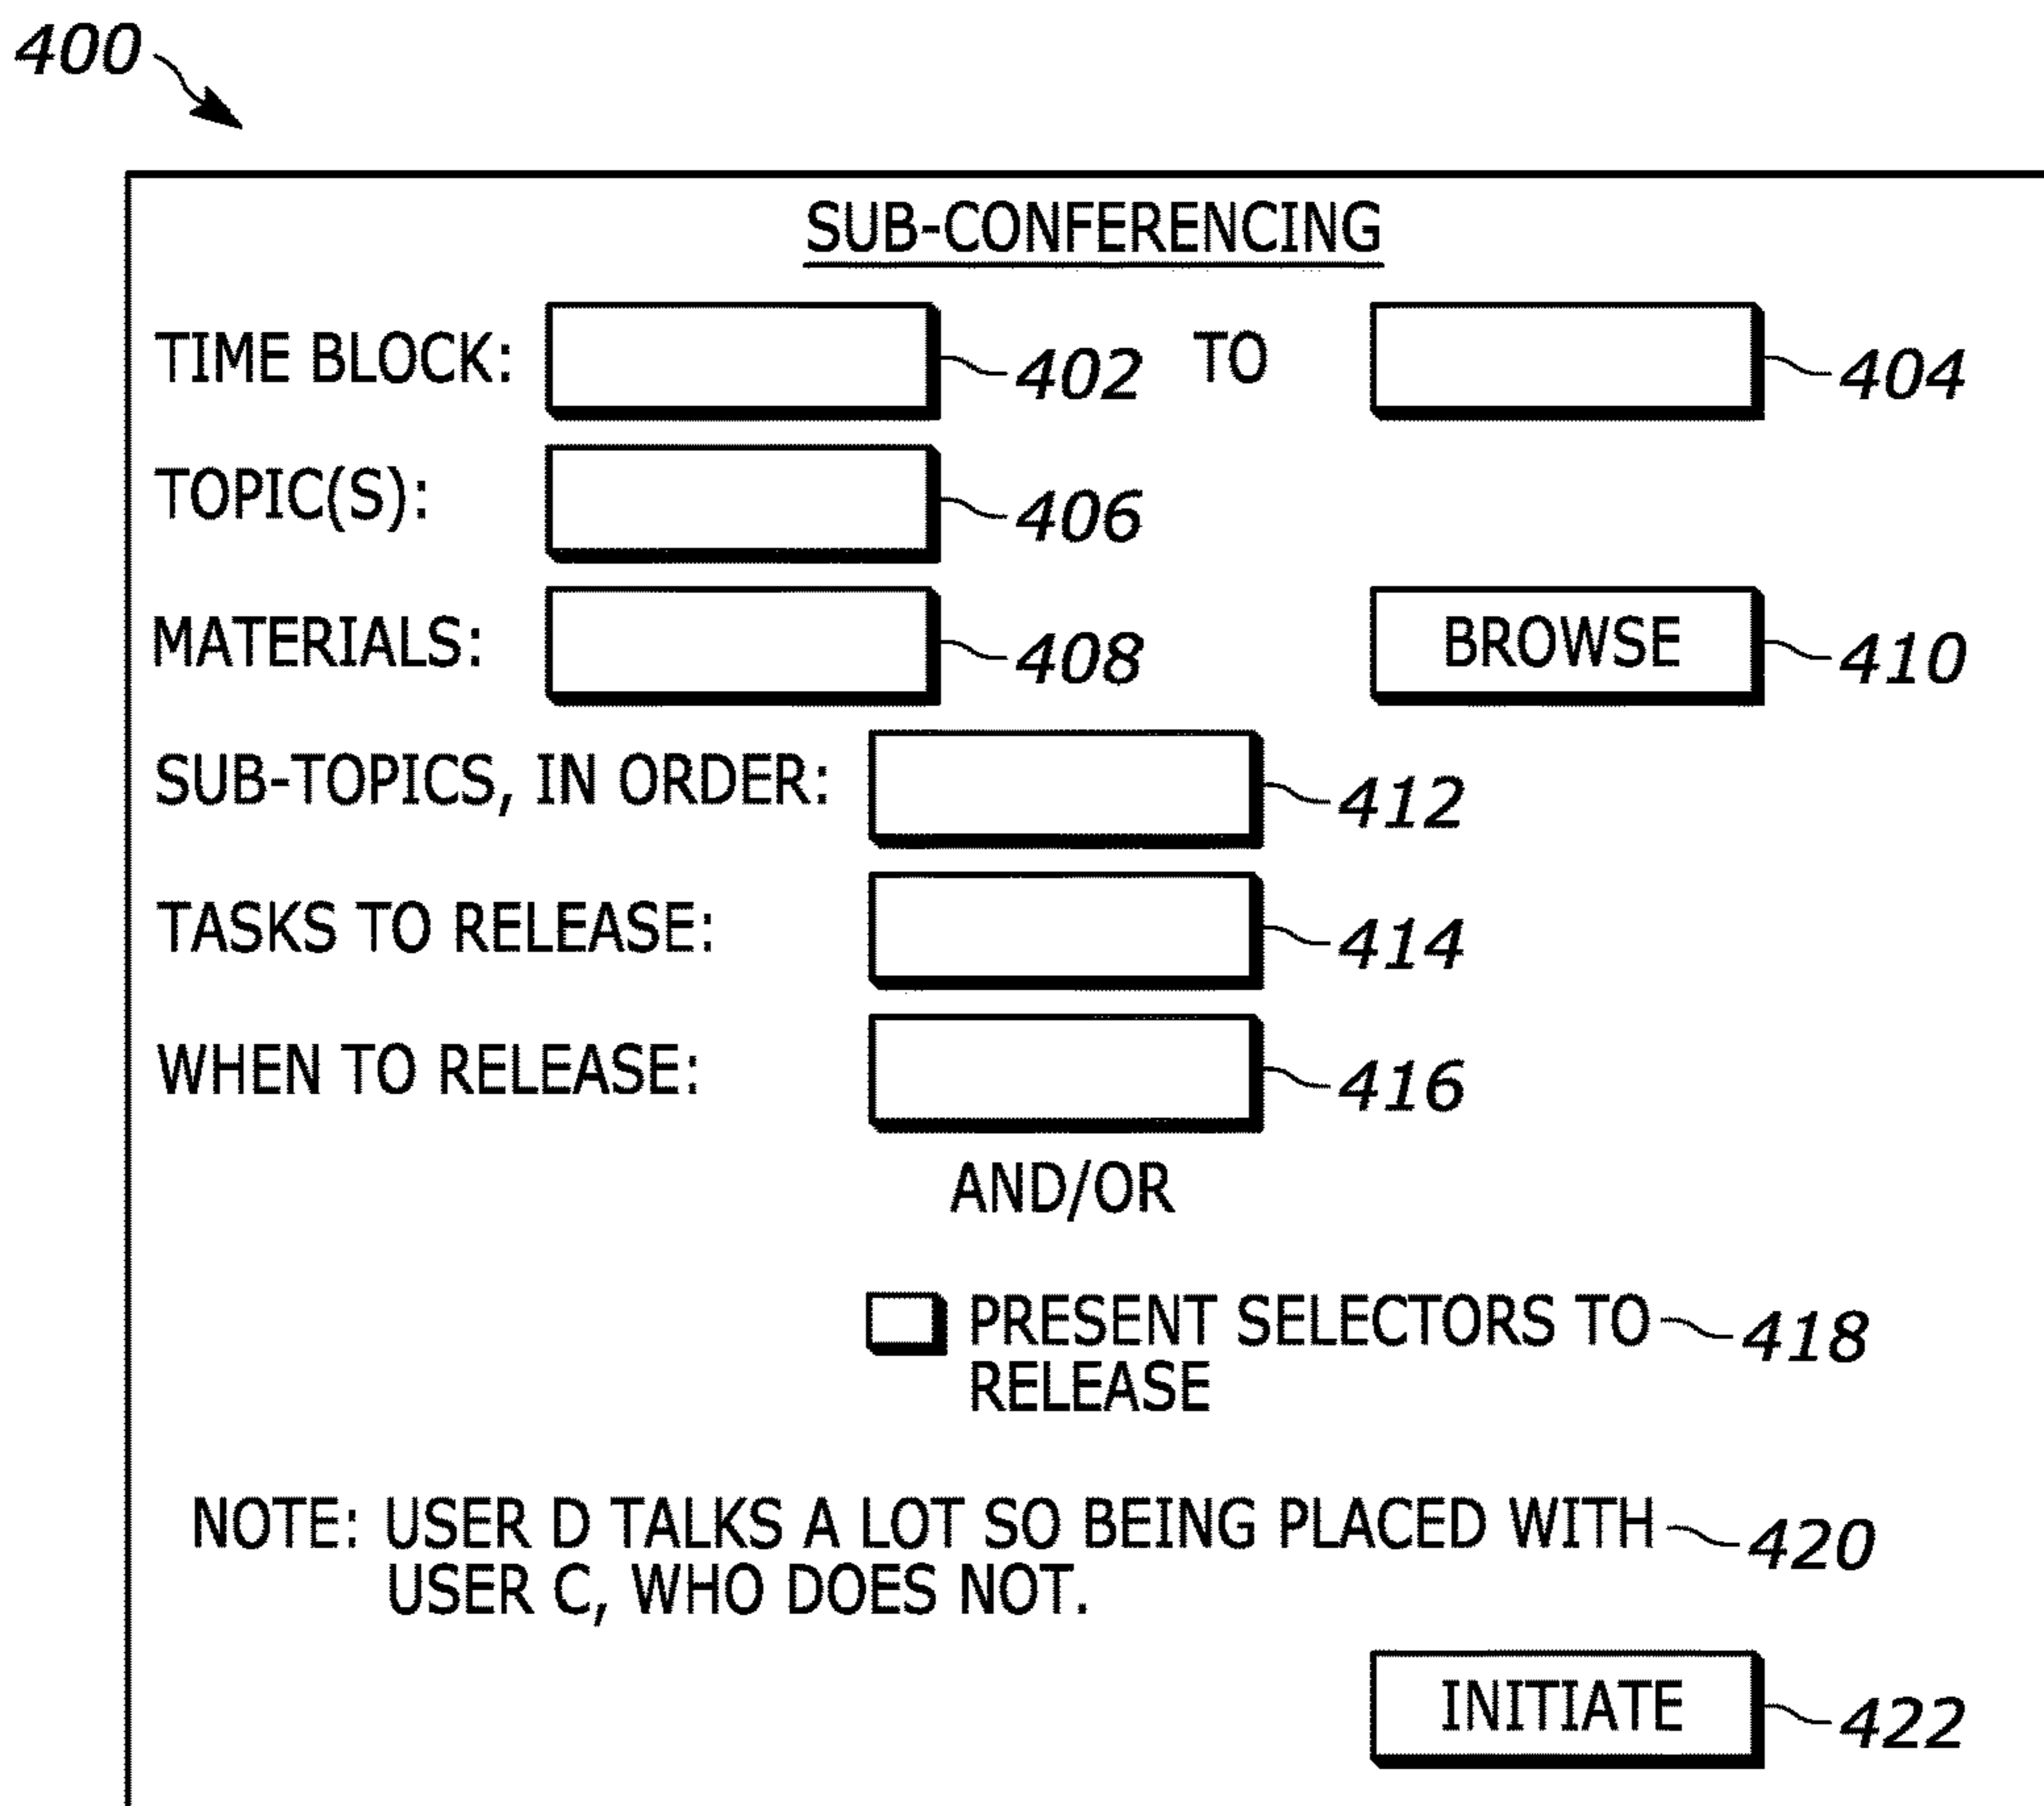 400
SUB-CONFERENCING
TIME BLOCK: 402 TO 404
TOPIC(S): 406
MATERIALS: 408 BROWSE 410
SUB-TOPICS, IN ORDER: 412
TASKS TO RELEASE: 414
WHEN TO RELEASE: 416
AND/OR
PRESENT SELECTORS TO 418
RELEASE
NOTE: USER D TALKS A LOT SO BEING PLACED WITH 420
USER C, WHO DOES NOT.
INITIATE 422